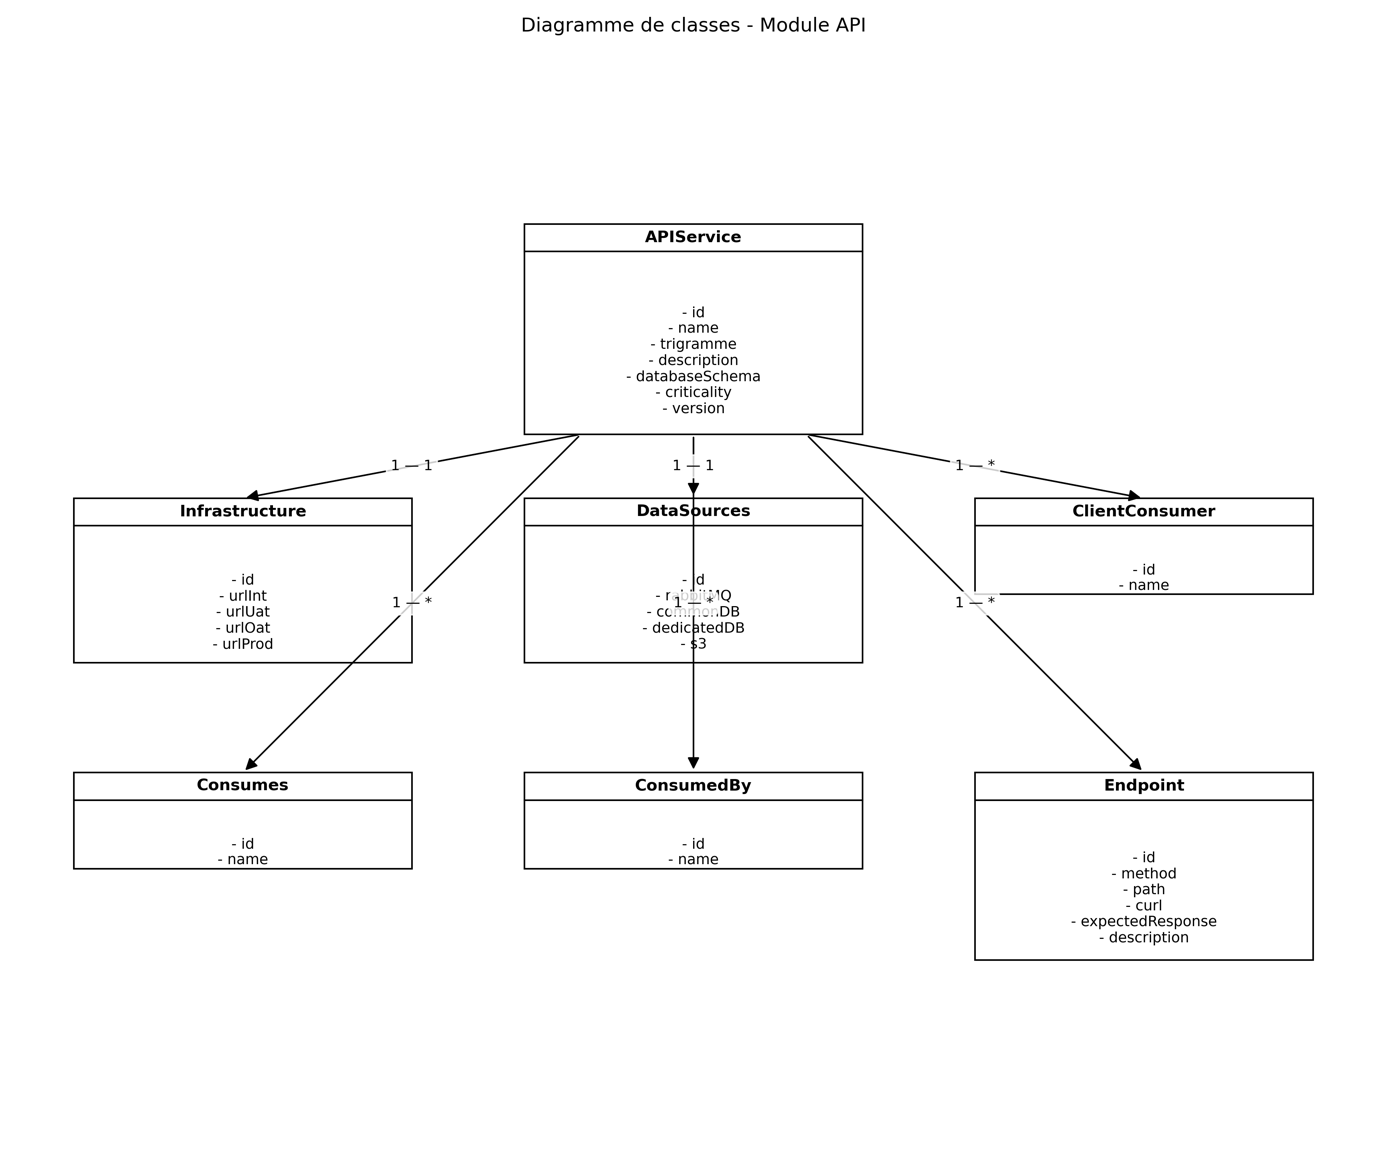 Diagramme de classes - Module API
APIService
- id
- name
- trigramme
- description
- databaseSchema
- criticality
- version
1 — 1
1 — 1
1 — *
Infrastructure
- id
- urlInt
- urlUat
- urlOat
- urlProd
DataSources
- id
- rabbitMQ
- commonDB
- dedicatedDB
- s3
ClientConsumer
- id
- name
1 — *
1 — *
1 — *
Consumes
- id
- name
ConsumedBy
- id
- name
Endpoint
- id
- method
- path
- curl
- expectedResponse
- description